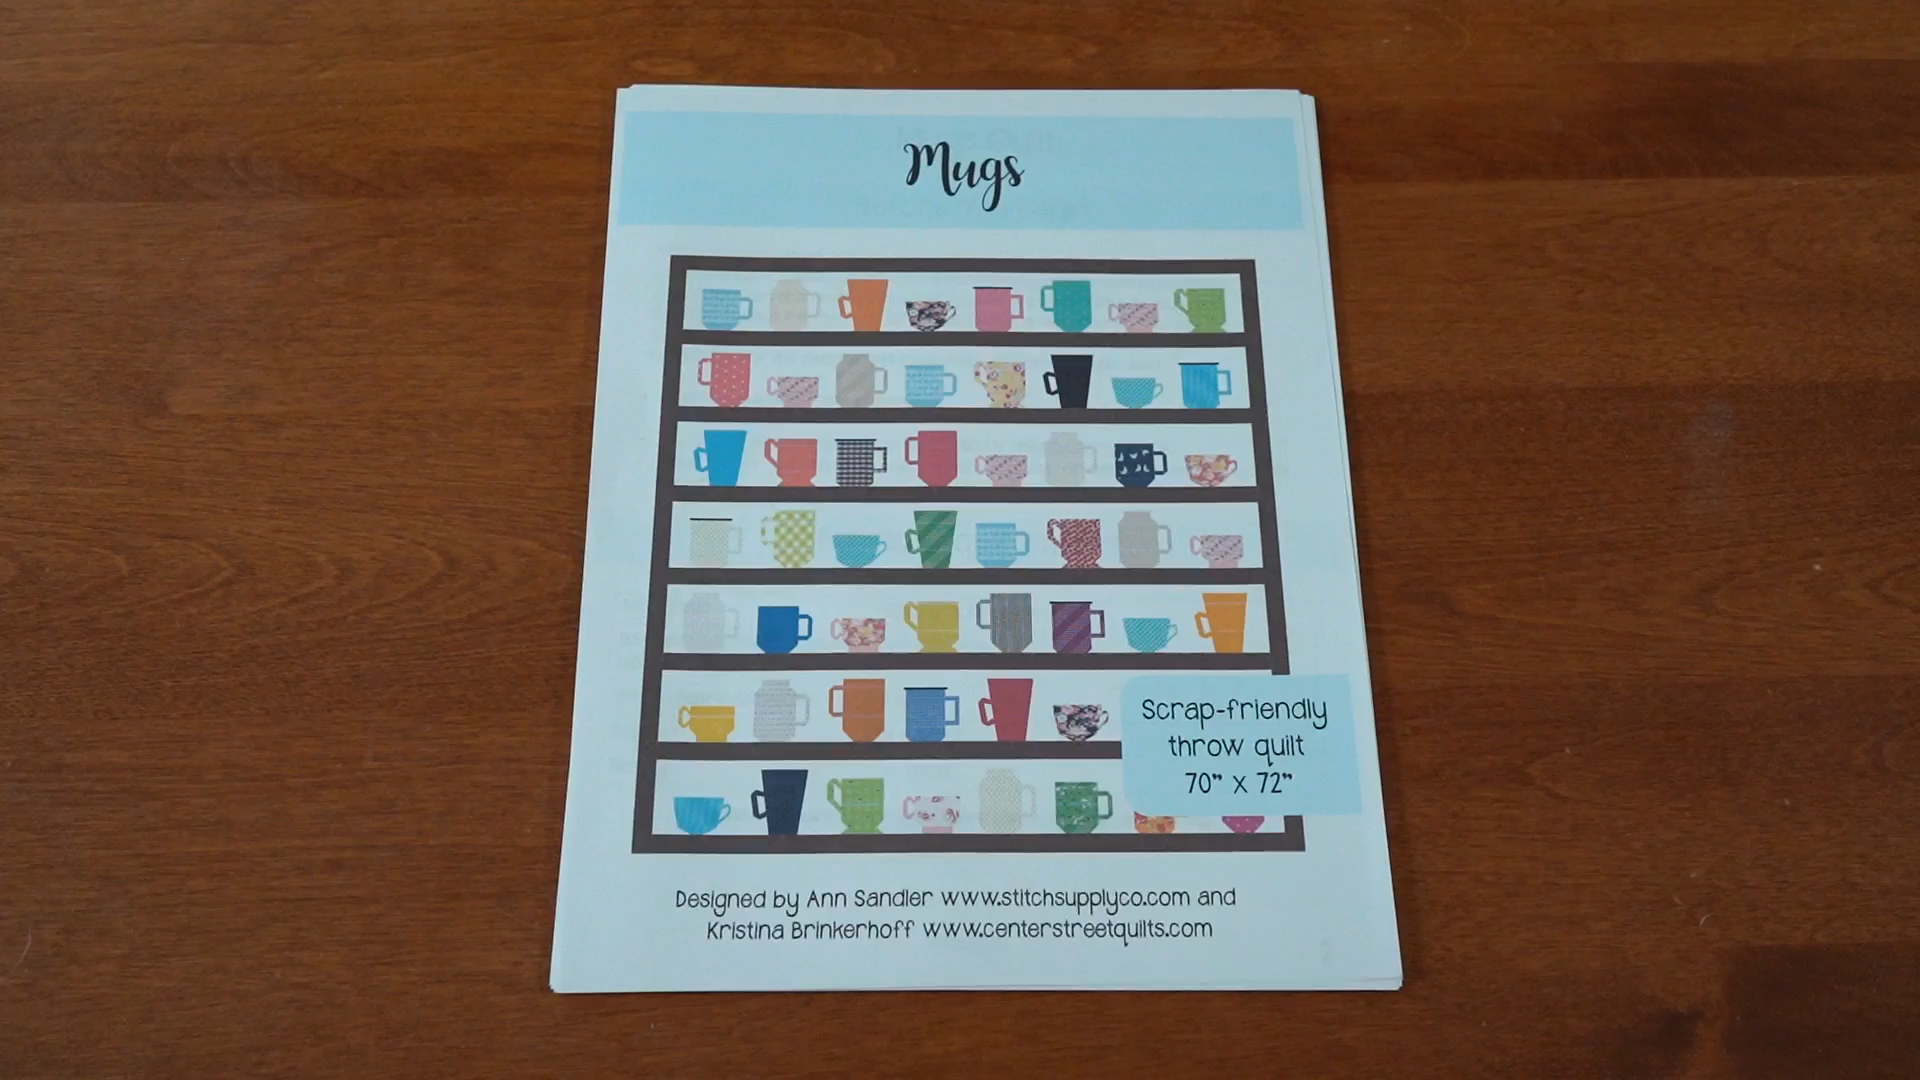 Mugs
Scrap-friendly
throw quilt
70" x 72"
Designed by Ann Sandler www.stitchsupplyco.com and
Kristina Brinkerhoff www.centerstreetquilts.com